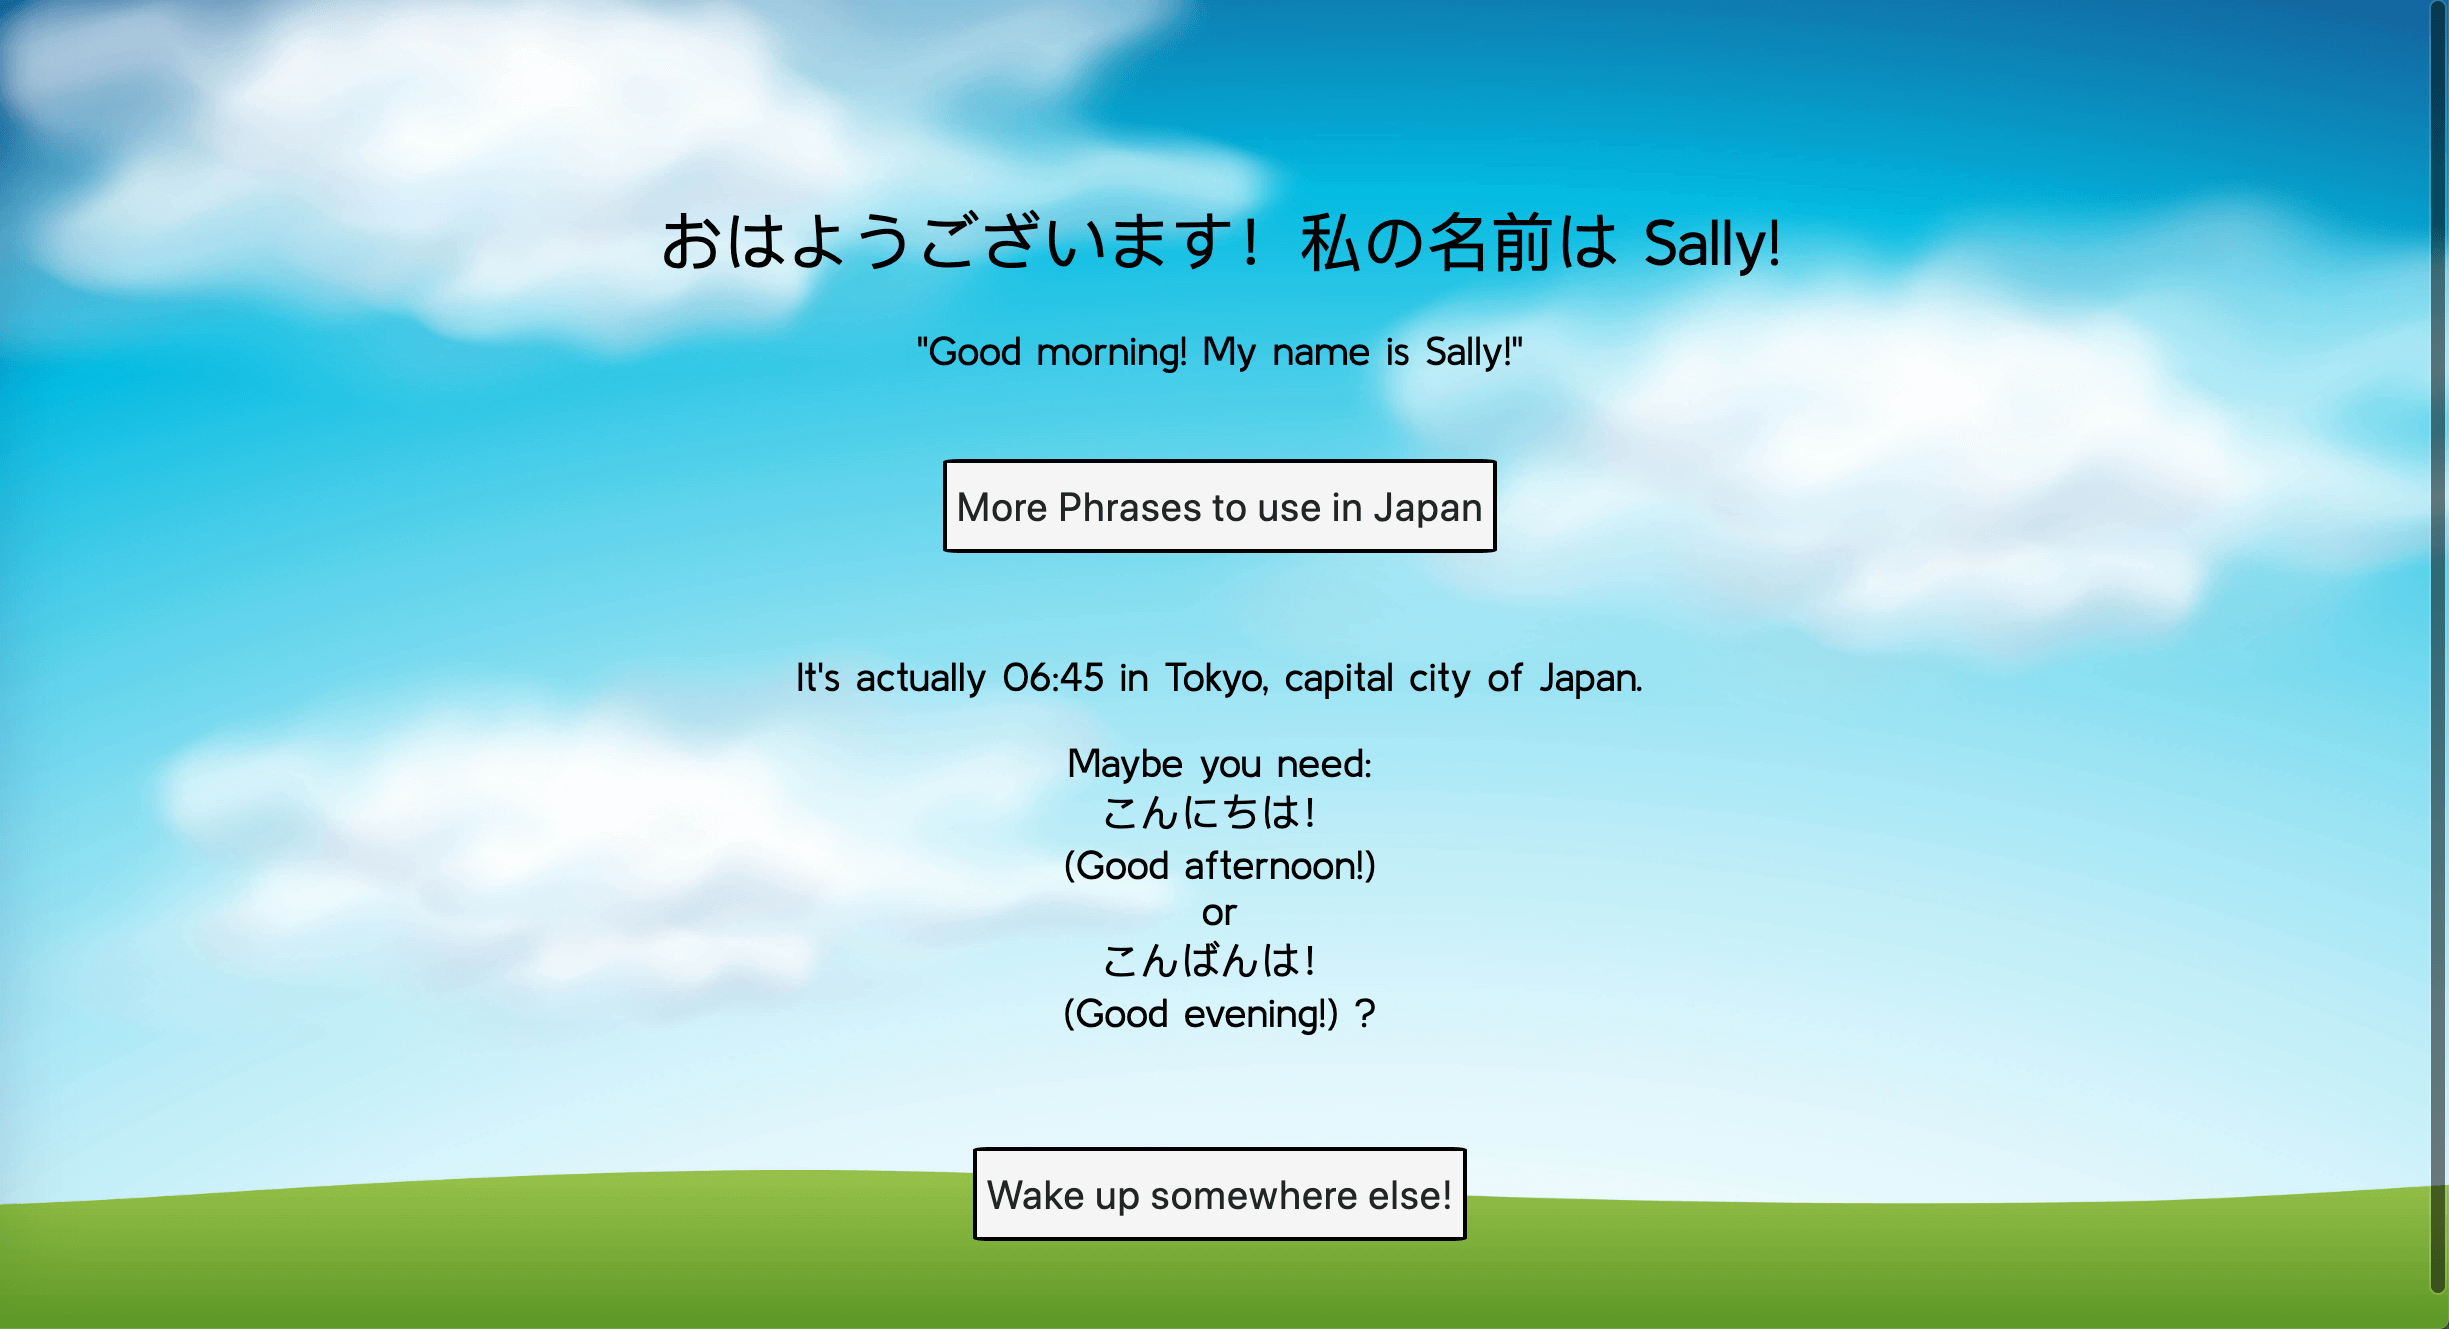 おはようございます！ 私の名前は Sally!
"Good morning! My name is Sally!"
More Phrases to use in Japan
It's actually 06:45 in Tokyo, capital city of Japan.
Maybe you need:
こんにちは！
(Good afternoon!)
or
こんばんは！
(Good evening!) ?
Wake up somewhere else!